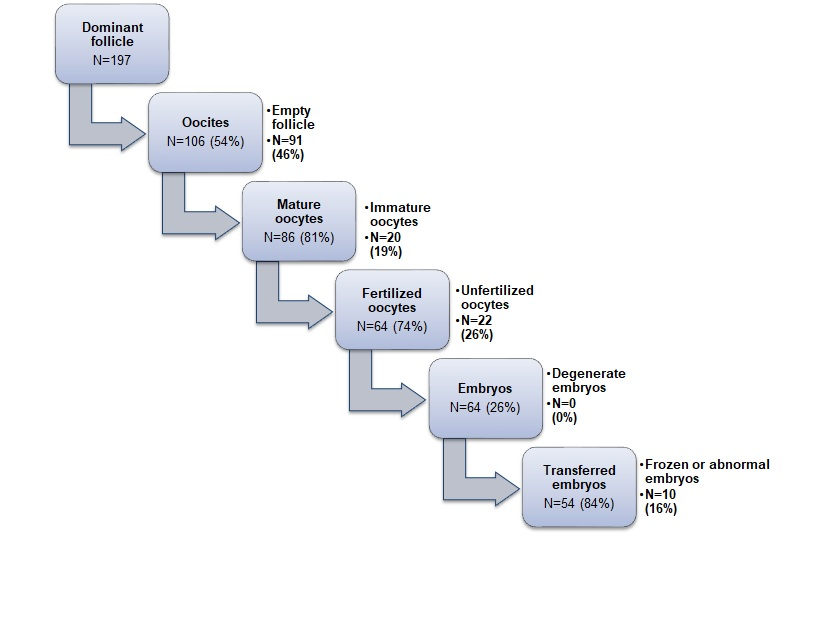 Dominant
follicle
N=197
Oocites
N=106 (54%)
•Empty
follicle
•N=91
(46%)
Mature
oocytes
N=86 (81%)
•Immature
oocytes
•N=20
(19%)
Fertilized
oocytes
N=64 (74%)
•Unfertilized
oocytes
•N=22
(26%)
Embryos
N=64 (26%)
•Degenerate
embryos
•N=0
(0%)
Transferred
embryos
N=54 (84%)
•Frozen or abnormal
embryos
•N=10
(16%)